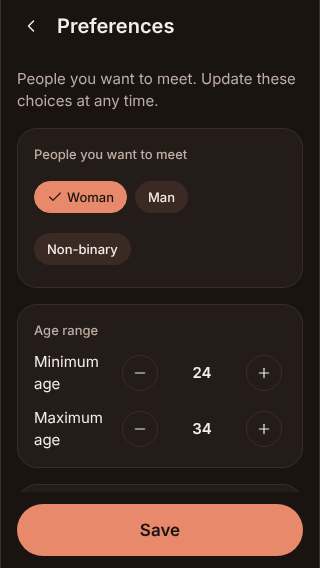 Preferences
People you want to meet. Update these
choices at any time.
People you want to meet
Woman
Man
Non-binary
Age range
Minimum
age
24
Maximum
age
34
Save